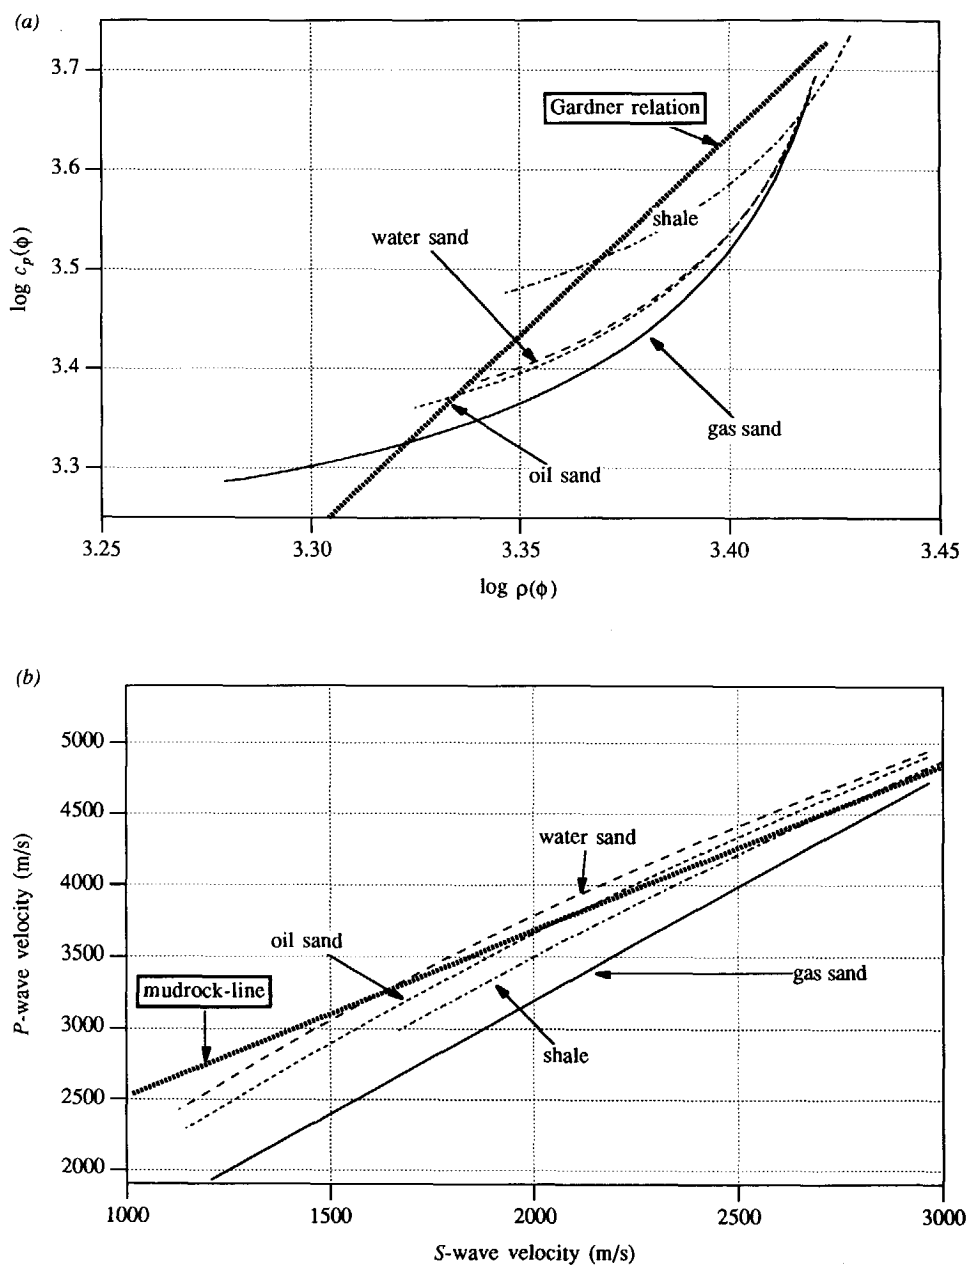 (a)
3.7
3.6
3.5
3.4
3.3
log c_p(φ)
Gardner relation
shale
water sand
gas sand
oil sand
3.25
3.30
3.35
3.40
3.45
log ρ(φ)
(b)
5000
4500
4000
3500
3000
2500
2000
P-wave velocity (m/s)
water sand
oil sand
gas sand
mudrock-line
shale
1000
1500
2000
2500
3000
S-wave velocity (m/s)